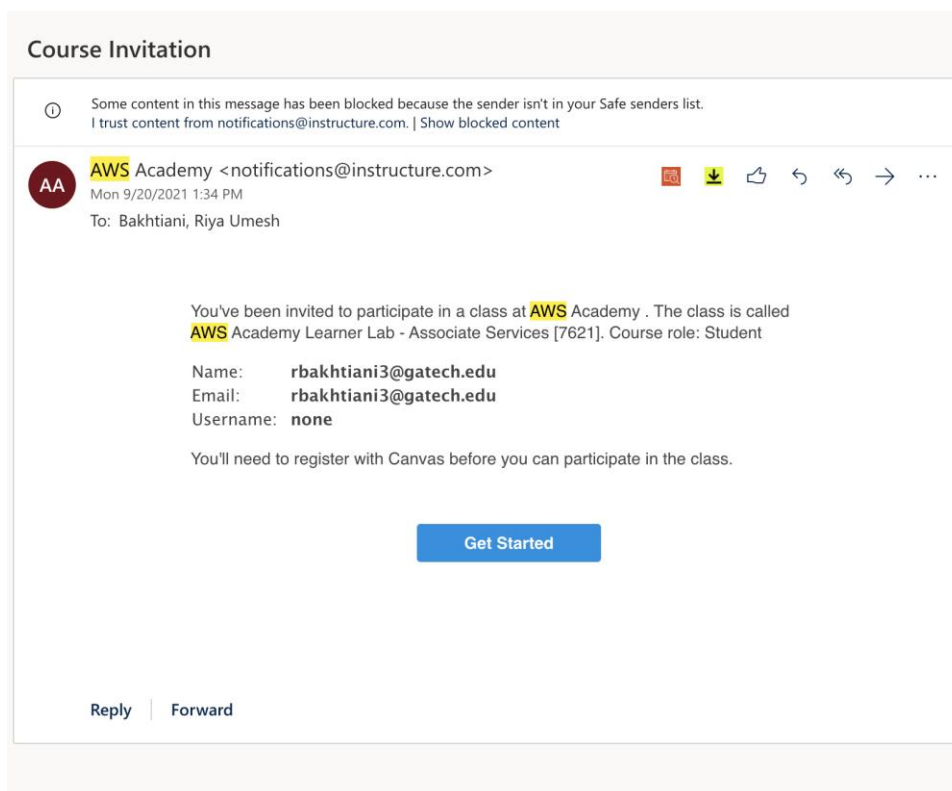 Course Invitation
Some content in this message has been blocked because the sender isn't in your Safe senders list.
I trust content from notifications@instructure.com. | Show blocked content
AA
AWS Academy <notifications@instructure.com>
Mon 9/20/2021 1:34 PM
To: Bakhtiani, Riya Umesh
You've been invited to participate in a class at AWS Academy . The class is called
AWS Academy Learner Lab - Associate Services [7621]. Course role: Student
Name: rbakhtiani3@gatech.edu
Email: rbakhtiani3@gatech.edu
Username: none
You'll need to register with Canvas before you can participate in the class.
Get Started
Reply Forward